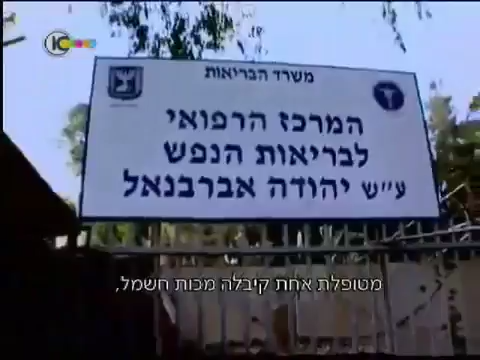 משרד הבריאות
המרכז הרפואי
לבריאות הנפש
ע״ש יהודה אברבנאל
מטופלת אחת קיבלה מכות חשמל,